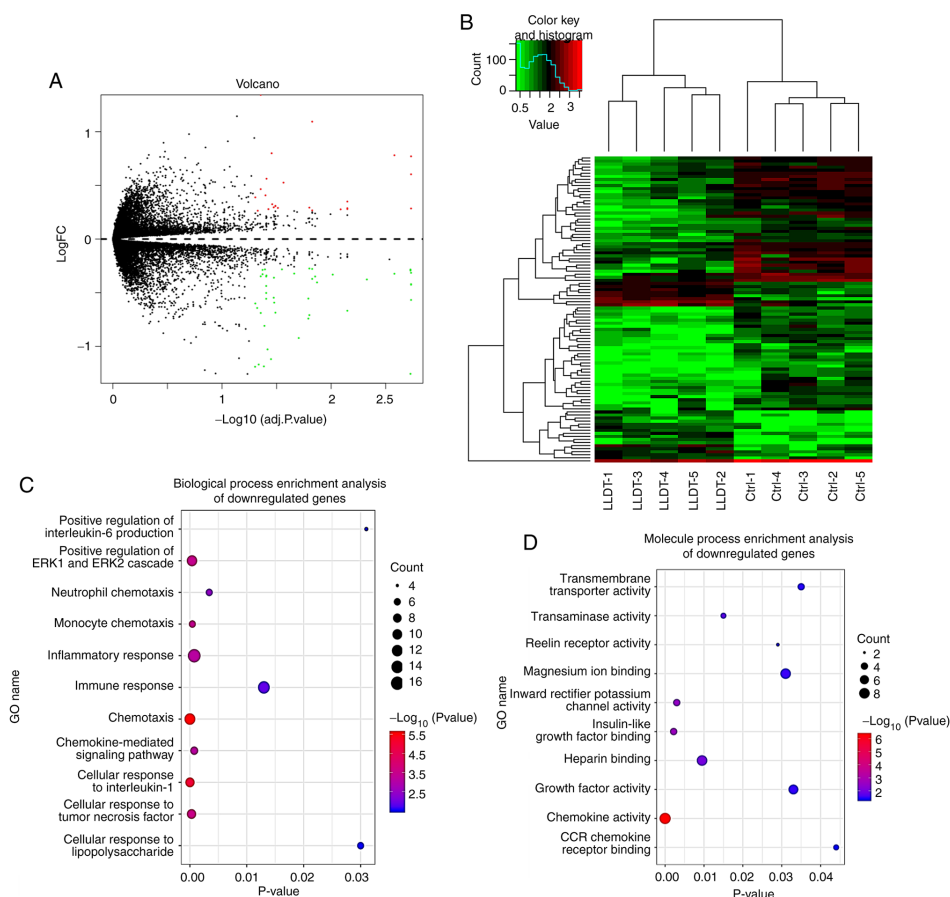 A
Volcano
LogFC
1
0
−1
0
1
2
2.5
−Log10 (adj.P.value)
B
Color key
and histogram
Count
100
0
0.5
2
3
Value
LLDT-1
LLDT-3
LLDT-4
LLDT-5
LLDT-2
Ctrl-1
Ctrl-4
Ctrl-3
Ctrl-2
Ctrl-5
C
Biological process enrichment analysis
of downregulated genes
GO name
Positive regulation of
interleukin-6 production
Positive regulation of
ERK1 and ERK2 cascade
Neutrophil chemotaxis
Monocyte chemotaxis
Inflammatory response
Immune response
Chemotaxis
Chemokine-mediated
signaling pathway
Cellular response
to interleukin-1
Cellular response to
tumor necrosis factor
Cellular response to
lipopolysaccharide
0.00
0.01
0.02
0.03
P-value
Count
4
6
8
10
12
14
16
−Log10 (Pvalue)
5.5
4.5
3.5
2.5
D
Molecule process enrichment analysis
of downregulated genes
GO name
Transmembrane
transporter activity
Transaminase activity
Reelin receptor activity
Magnesium ion binding
Inward rectifier potassium
channel activity
Insulin-like
growth factor binding
Heparin binding
Growth factor activity
Chemokine activity
CCR chemokine
receptor binding
0.00
0.01
0.02
0.03
0.04
P-value
Count
2
4
6
8
−Log10 (Pvalue)
6
5
4
3
2